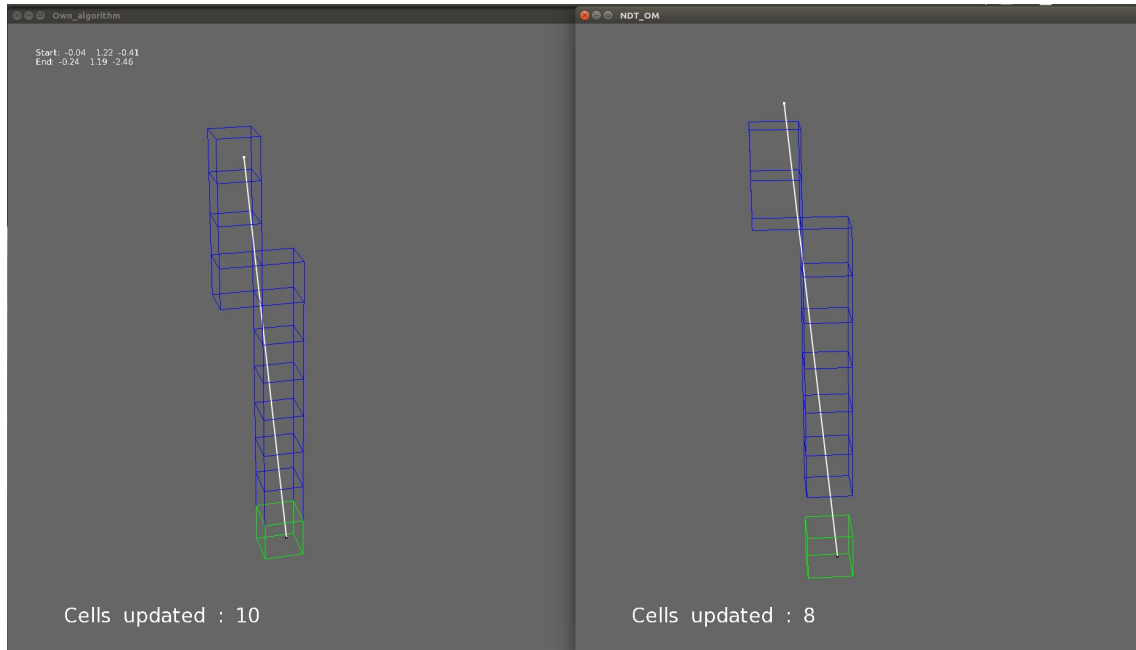 Own_algorithm
Start: -0.04 1.22 -0.41
End: -0.24 1.19 -2.46
Cells updated : 10
NDT_OM
Cells updated : 8